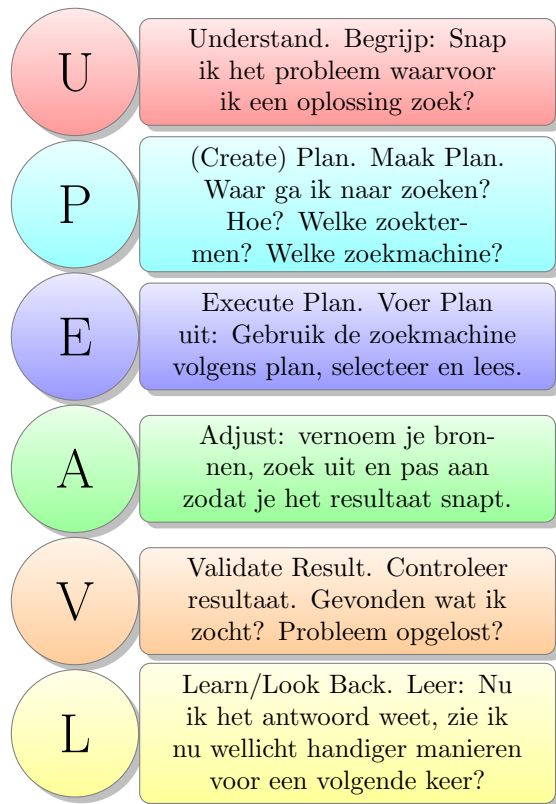 U
Understand. Begrijp: Snap
ik het probleem waarvoor
ik een oplossing zoek?
P
(Create) Plan. Maak Plan.
Waar ga ik naar zoeken?
Hoe? Welke zoekter-
men? Welke zoekmachine?
E
Execute Plan. Voer Plan
uit: Gebruik de zoekmachine
volgens plan, selecteer en lees.
A
Adjust: vernoem je bron-
nen, zoek uit en pas aan
zodat je het resultaat snapt.
V
Validate Result. Controleer
resultaat. Gevonden wat ik
zocht? Probleem opgelost?
L
Learn/Look Back. Leer: Nu
ik het antwoord weet, zie ik
nu wellicht handiger manieren
voor een volgende keer?